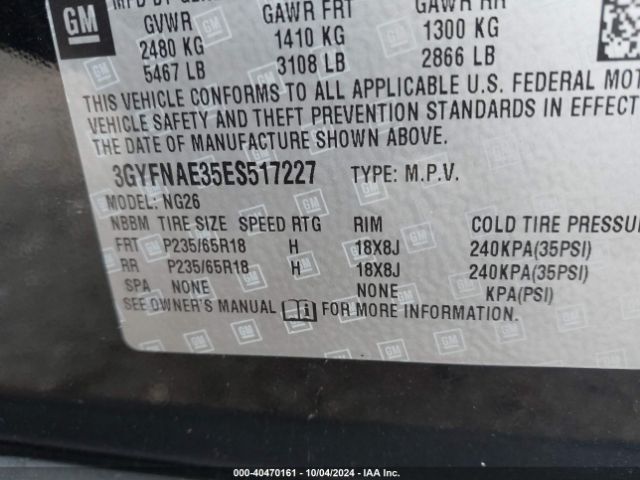 GM
GVWR GAWR FRT GAWR RR
2480 KG 1410 KG 1300 KG
5467 LB 3108 LB 2866 LB
THIS VEHICLE CONFORMS TO ALL APPLICABLE U.S. FEDERAL MOT
VEHICLE SAFETY AND THEFT PREVENTION STANDARDS IN EFFECT
THE DATE OF MANUFACTURE SHOWN ABOVE.
3GYFNAE35ES517227 TYPE: M.P.V.
MODEL: NG26
NBBM TIRE SIZE SPEED RTG RIM COLD TIRE PRESSUR
FRT P235/65R18 H 18X8J 240KPA(35PSI)
RR P235/65R18 H 18X8J 240KPA(35PSI)
SPA NONE NONE KPA(PSI)
SEE OWNER'S MANUAL FOR MORE INFORMATION.
000-40470161 - 10/04/2024 - IAA Inc.